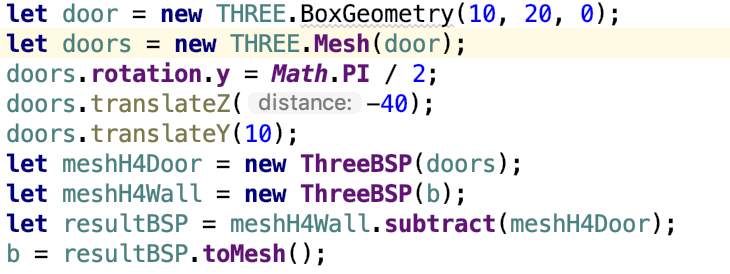 let door = new THREE.BoxGeometry(10, 20, 0);
let doors = new THREE.Mesh(door);
doors.rotation.y = Math.PI / 2;
doors.translateZ( distance: -40);
doors.translateY(10);
let meshH4Door = new ThreeBSP(doors);
let meshH4Wall = new ThreeBSP(b);
let resultBSP = meshH4Wall.subtract(meshH4Door);
b = resultBSP.toMesh();